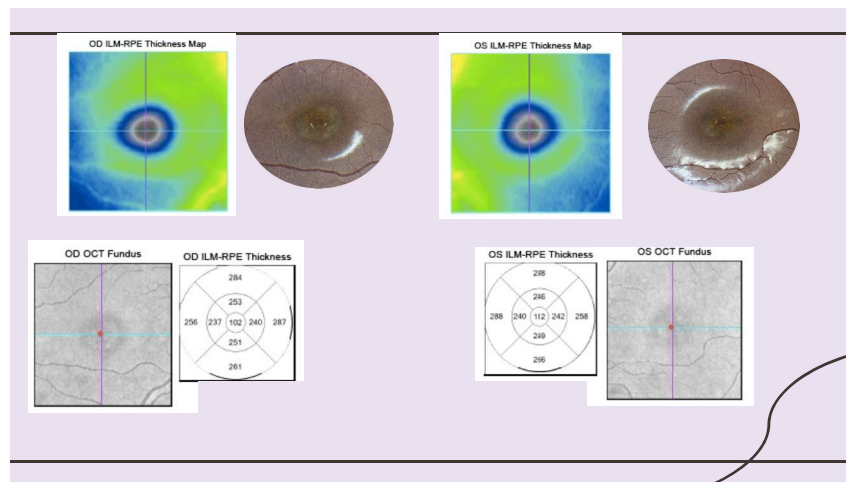 OD ILM-RPE Thickness Map
OS ILM-RPE Thickness Map
OD OCT Fundus
OD ILM-RPE Thickness
284
253
256 237 102 240 287
251
261
OS ILM-RPE Thickness
OS OCT Fundus
288
246
288 240 112 242 258
249
266